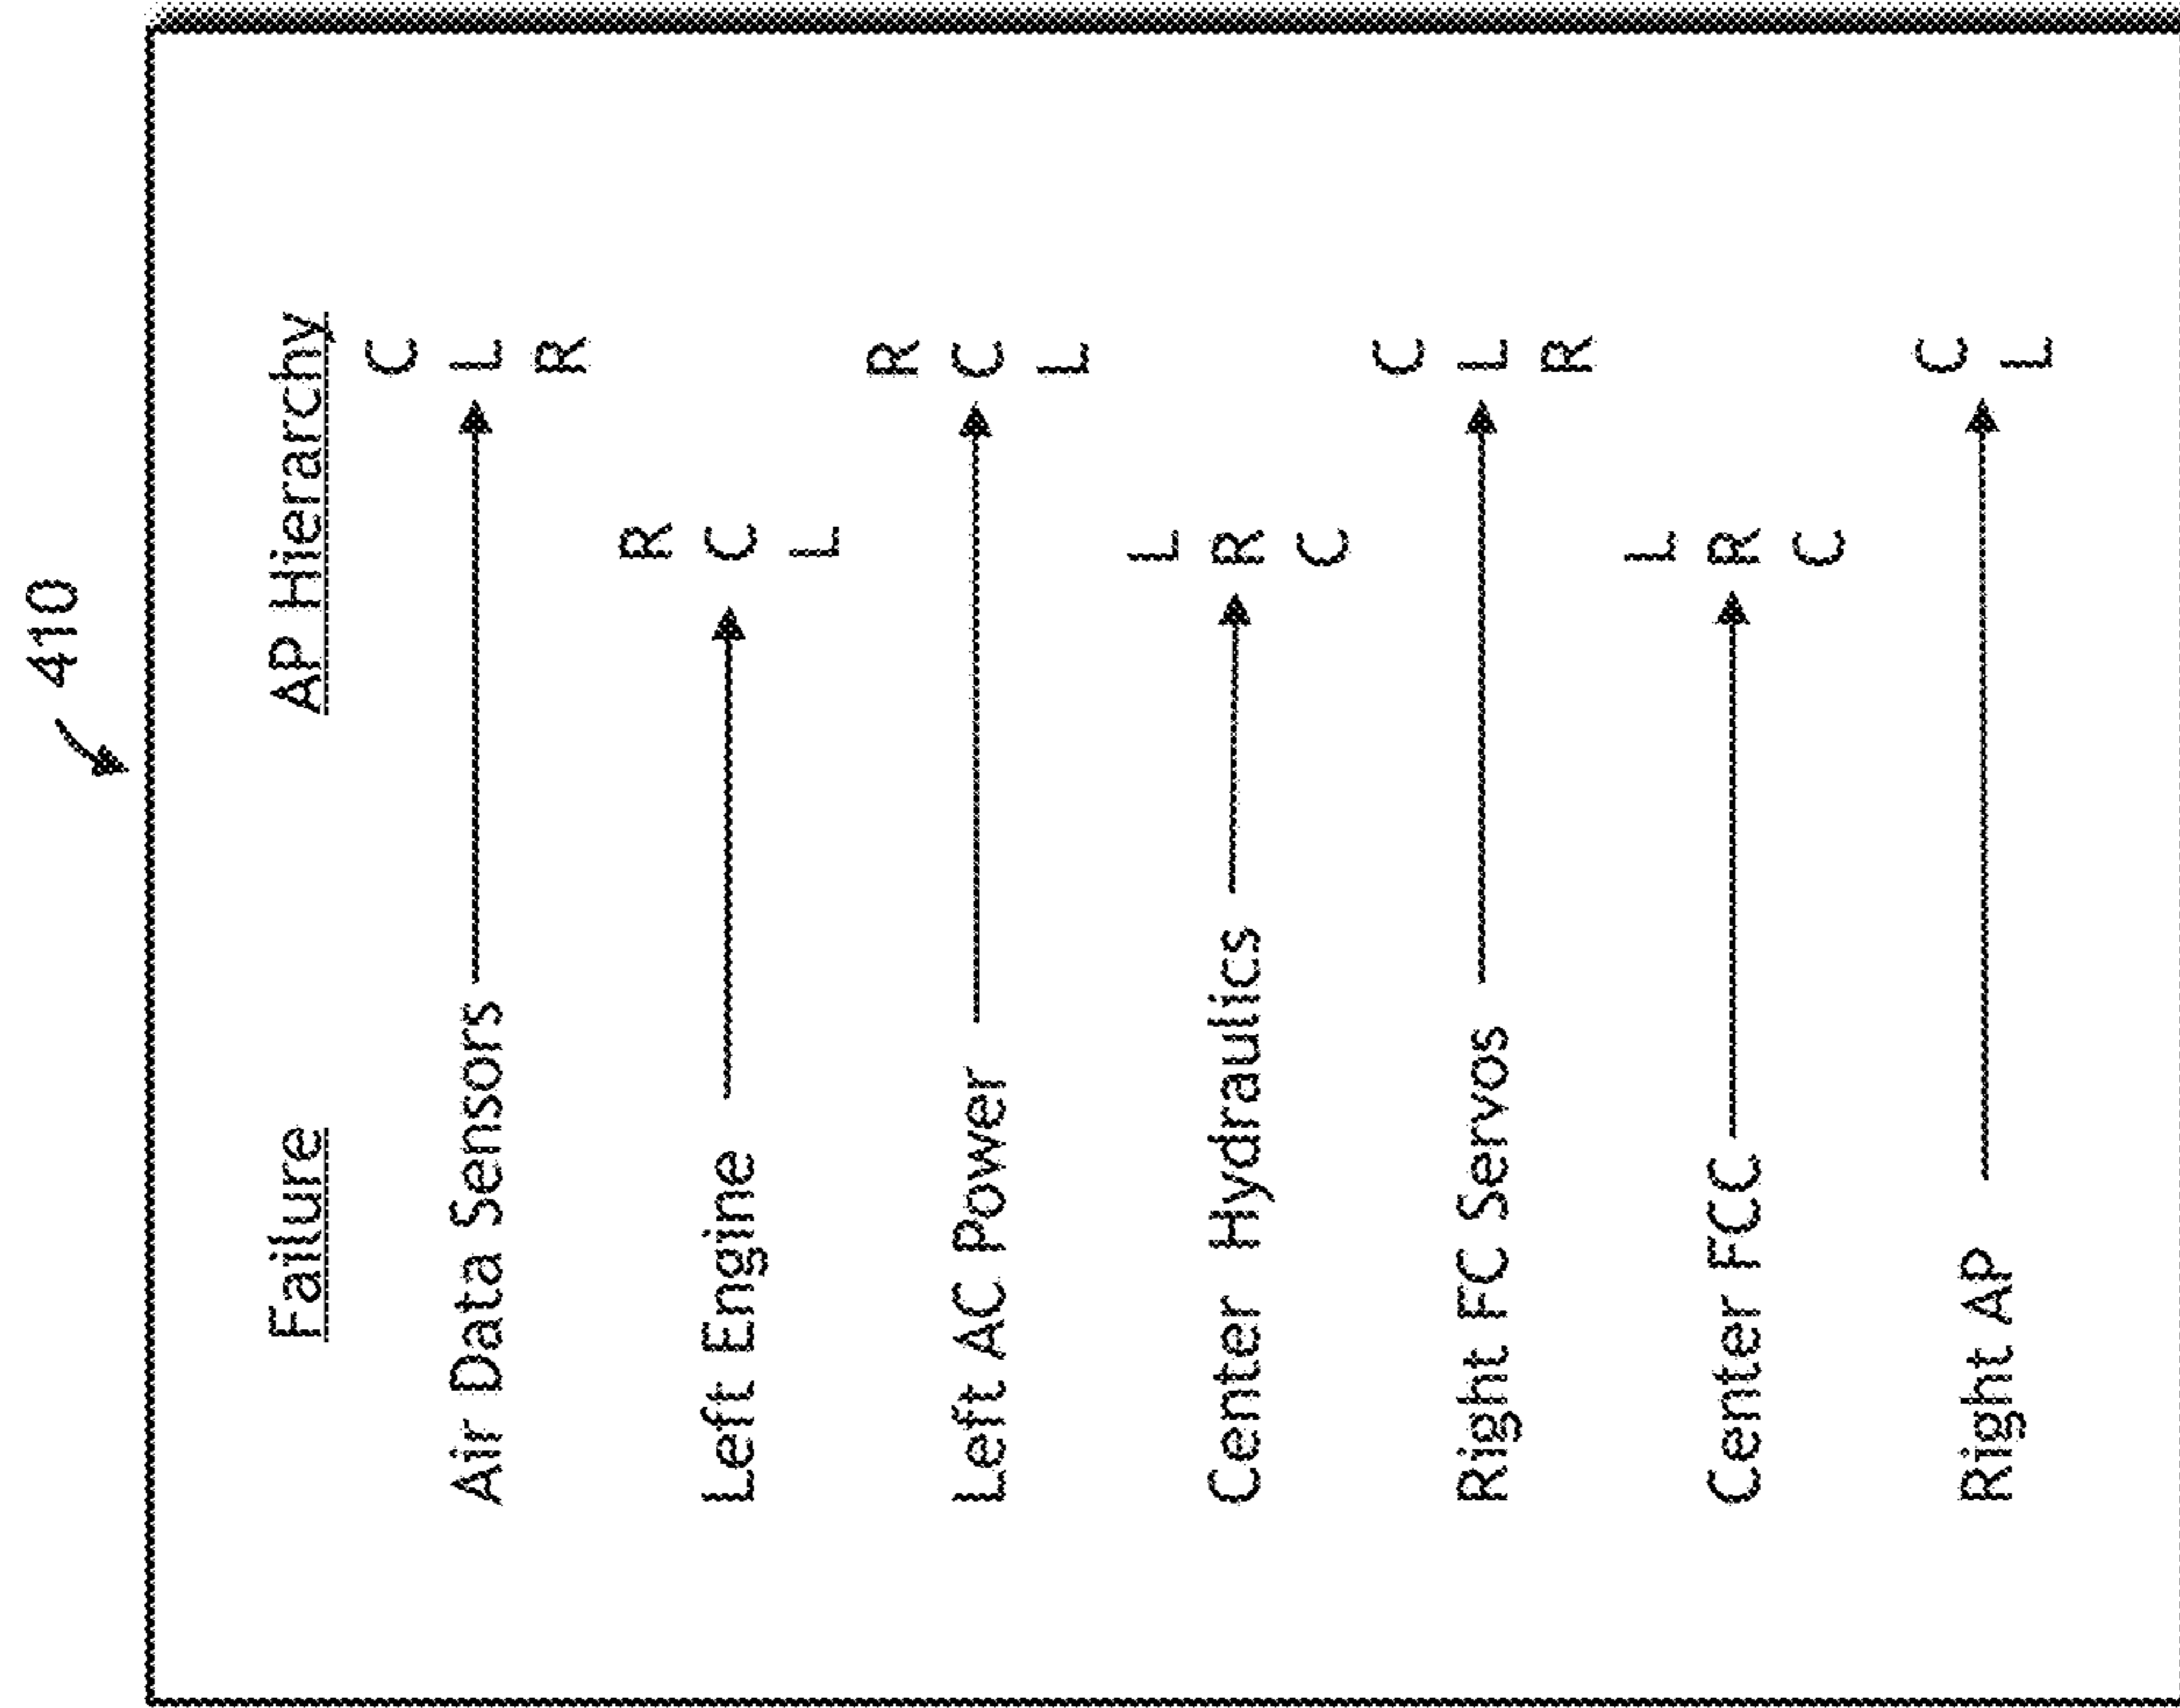 410
Failure AP Hierarchy
C
Air Data Sensors L
R
R
Left Engine C
L
R
Left AC Power C
L
L
Center Hydraulics R
C
C
Right FC Servos L
R
L
Center FCC R
C
C
Right AP
L